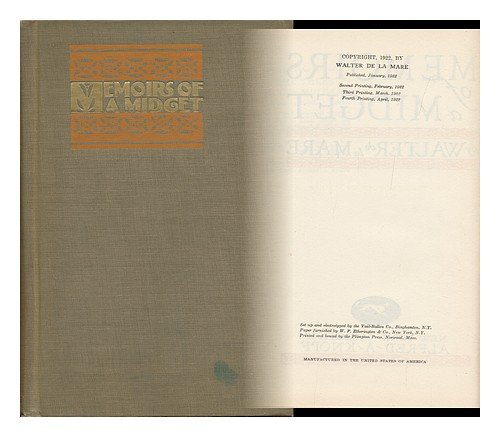 MEMOIRS OF
A MIDGET
COPYRIGHT, 1922, BY
WALTER DE LA MARE
Published, January, 1922
Second Printing, February, 1922
Third Printing, March, 1922
Fourth Printing, April, 1922
Set up and electrotyped by the Vail-Ballou Co., Binghamton, N.Y.
Paper furnished by W. F. Etherington & Co., New York, N.Y.
Printed and bound by the Plimpton Press, Norwood, Mass.
MANUFACTURED IN THE UNITED STATES OF AMERICA